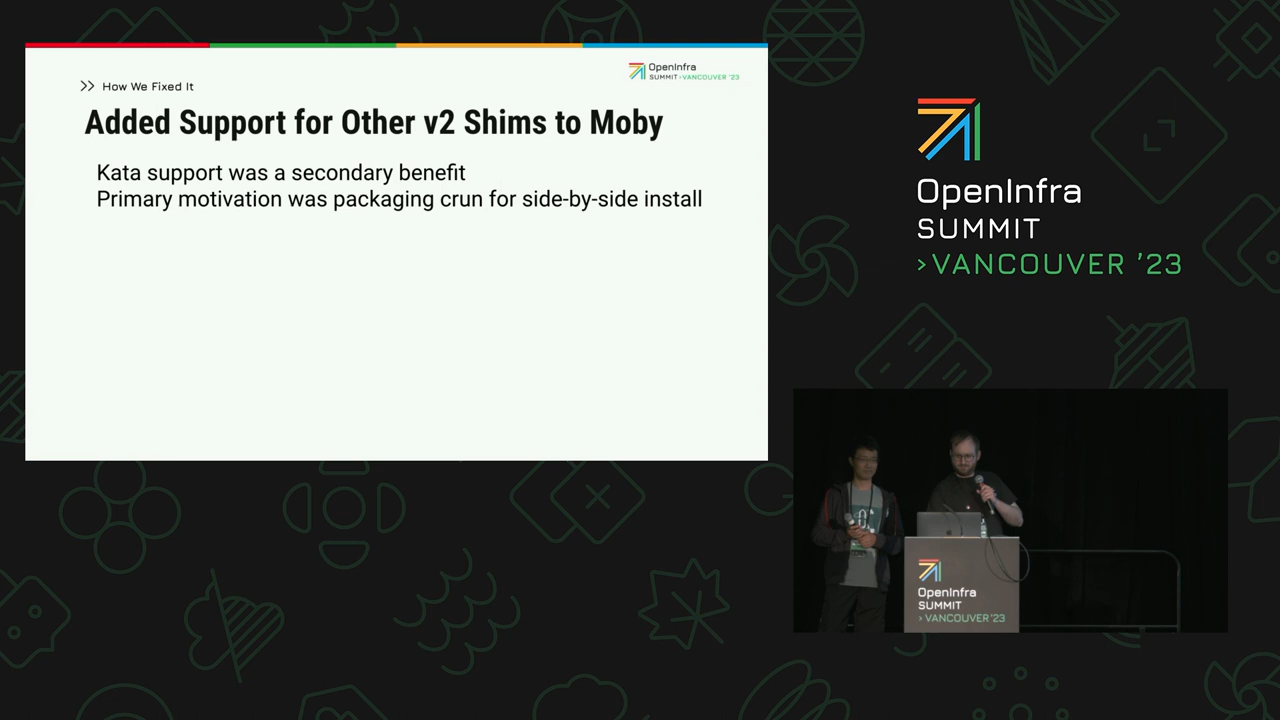 OpenInfra
SUMMIT >VANCOUVER '23
>> How We Fixed It
Added Support for Other v2 Shims to Moby
Kata support was a secondary benefit
Primary motivation was packaging crun for side-by-side install
OpenInfra
SUMMIT
>VANCOUVER '23
OpenInfra
SUMMIT
>VANCOUVER '23